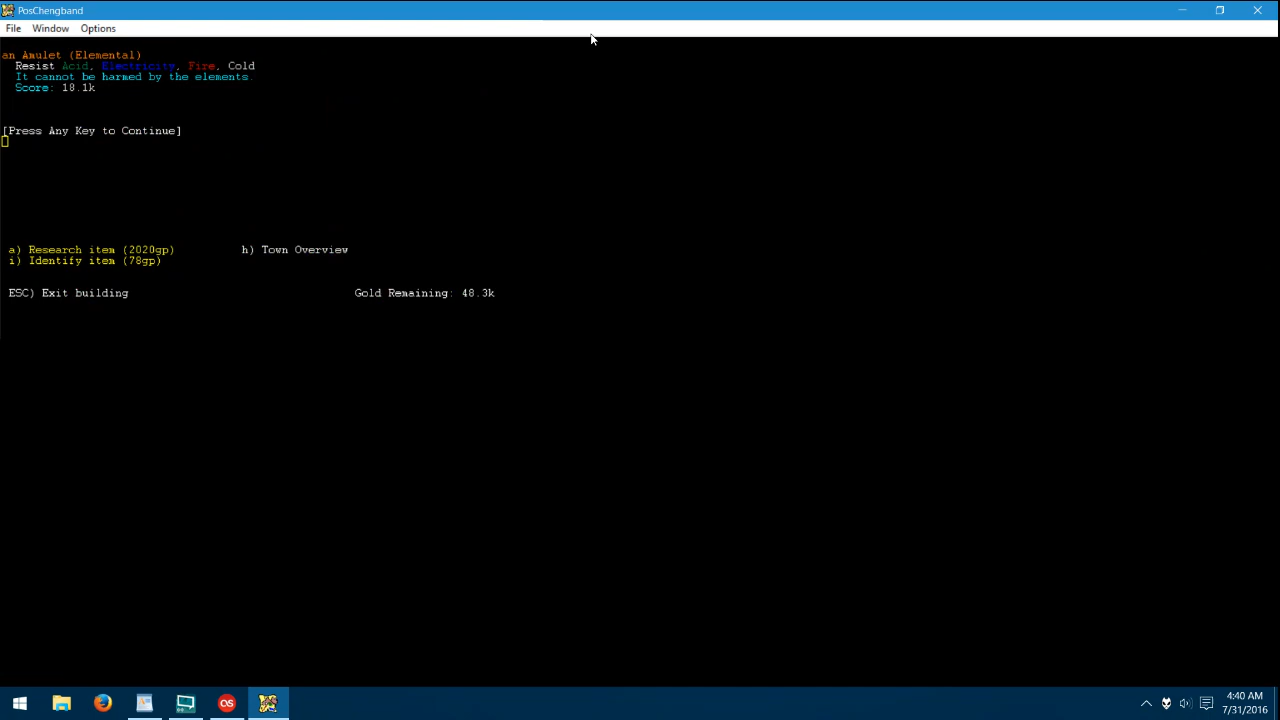 PosChengband
File Window Options
an Amulet (Elemental)
Resist Acid, Electricity, Fire, Cold
It cannot be harmed by the elements.
Score: 18.1k
[Press Any Key to Continue]
a) Research item (2020gp) h) Town Overview
i) Identify item (78gp)
ESC) Exit building Gold Remaining: 48.3k
4:40 AM
7/31/2016